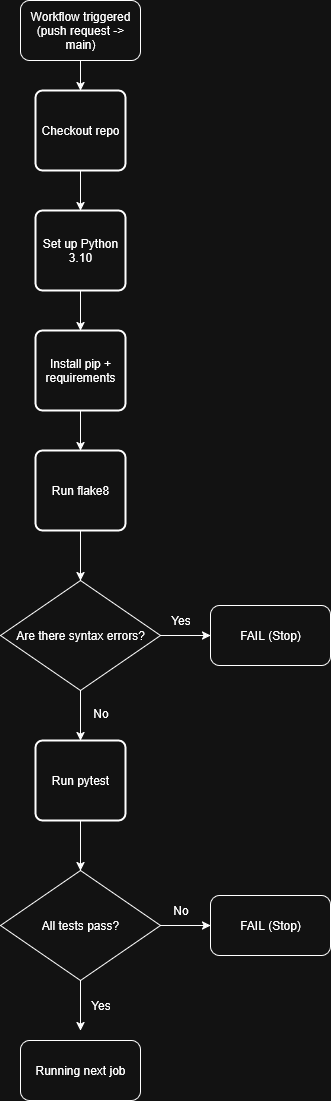 Workflow triggered
(push request ->
main)
Checkout repo
Set up Python
3.10
Install pip +
requirements
Run flake8
Are there syntax errors?
Yes
FAIL (Stop)
No
Run pytest
All tests pass?
No
FAIL (Stop)
Yes
Running next job